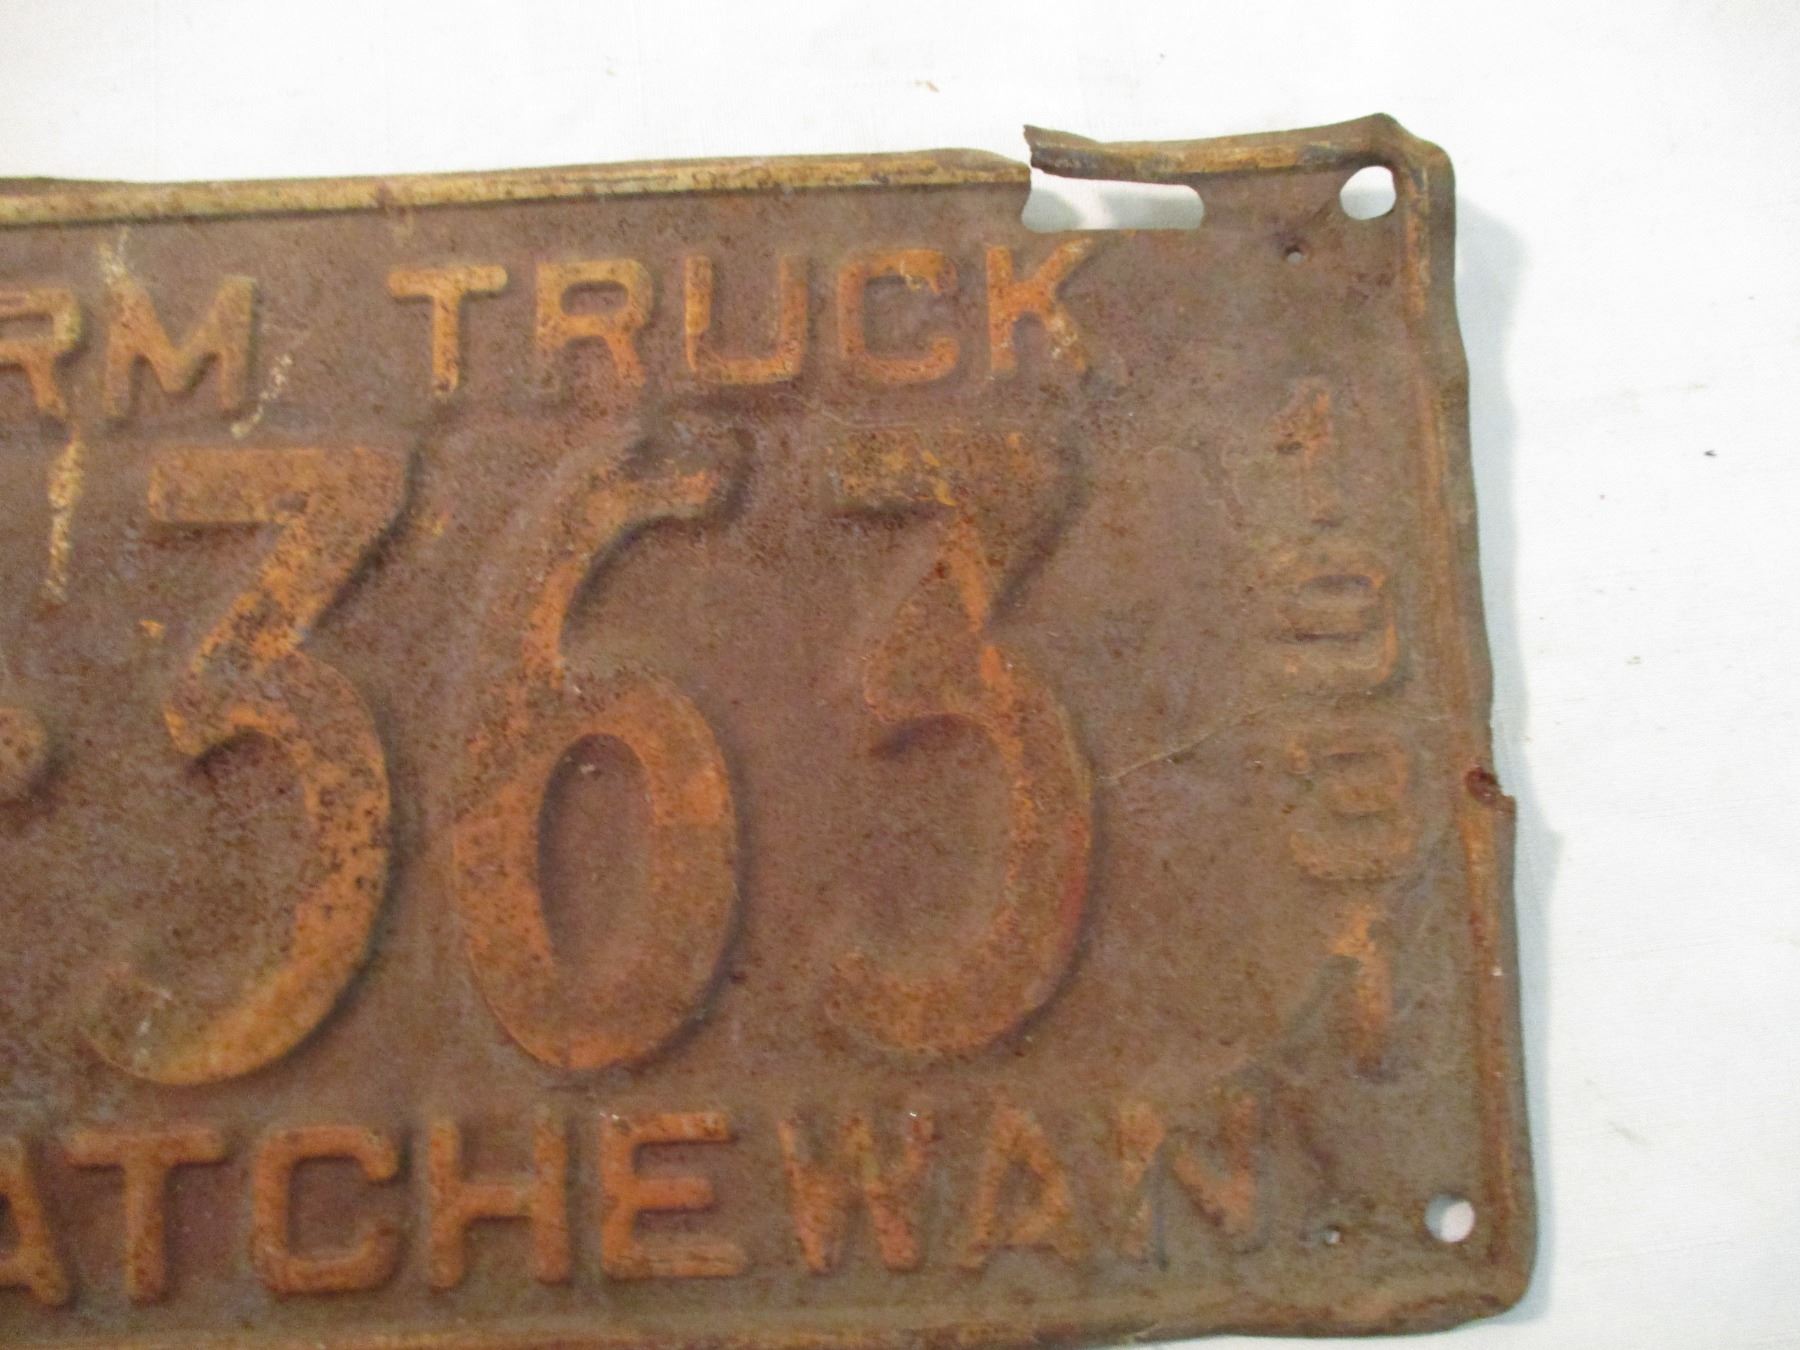 RM TRUCK
363
1931
ATCHEWAN